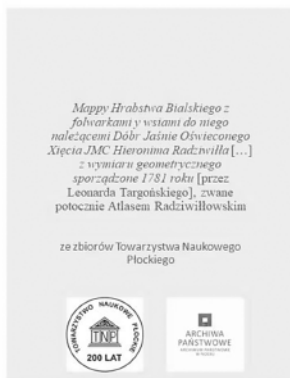 Mappy Hrabstwa Bialskiego z
folwarkami y wsiami do niego
należącemi Dóbr Jaśnie Oświeconego
Xięcia JMC Hieronima Radziwiłła […]
z wymiaru geometrycznego
sporządzone 1781 roku [przez
Leonarda Targońskiego], zwane
potocznie Atlasem Radziwiłłowskim
ze zbiorów Towarzystwa Naukowego
Płockiego
TOWARZYSTWO NAUKOWE PŁOCKIE
TNP
200 LAT
ARCHIWA
PAŃSTWOWE